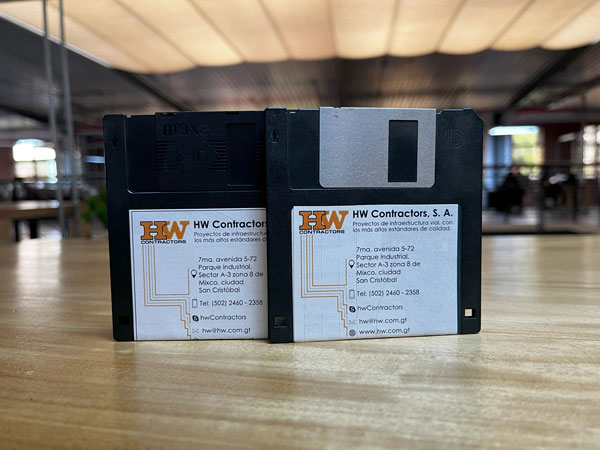 maxell
HD
HW
CONTRACTORS
HW Contractor
Proyectos de infraestructura
los más altos estándares de c
7ma. avenida 5-72
Parque Industrial,
Sector A-3 zona 8 de
Mixco, ciudad
San Cristóbal
Tel: (502) 2460 - 2358
hwContractors
hw@hw.com.gt
HW
CONTRACTORS
HW Contractors, S. A.
Proyectos de infraestructura vial, con
los más altos estándares de calidad.
7ma. avenida 5-72
Parque Industrial,
Sector A-3 zona 8 de
Mixco, ciudad
San Cristóbal
Tel: (502) 2460 - 2358
hwContractors
hw@hw.com.gt
www.hw.com.gt